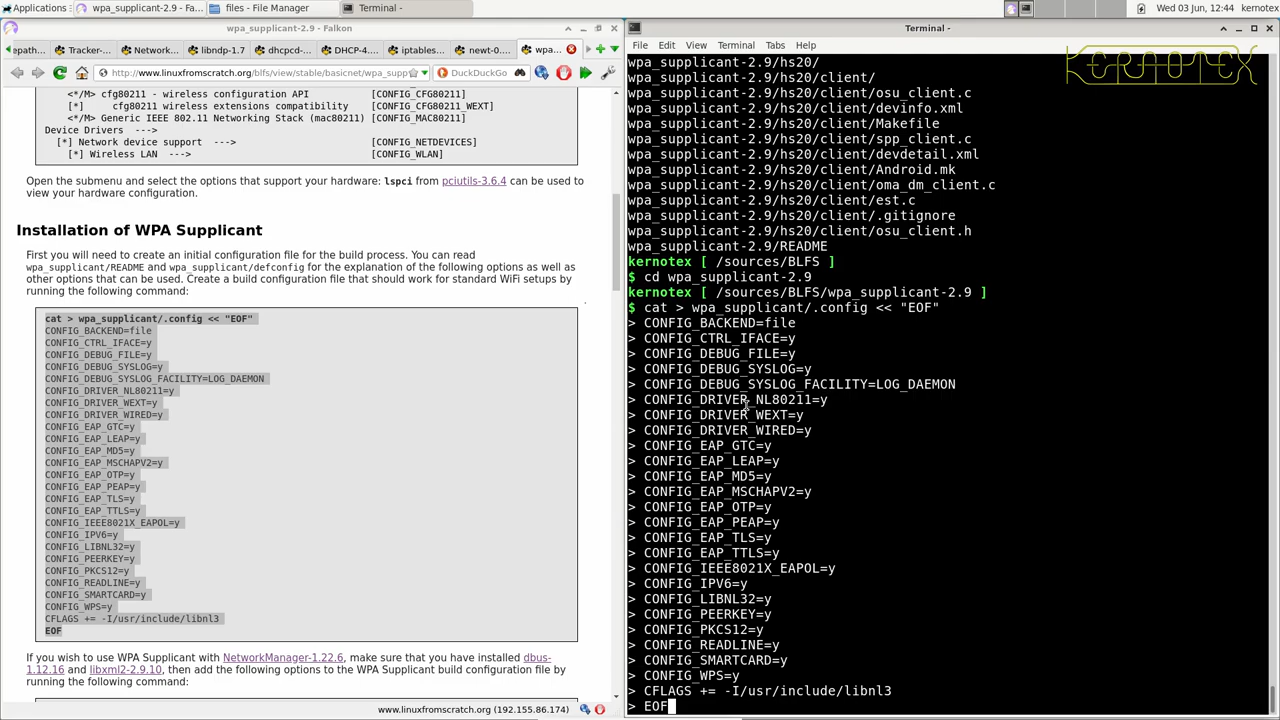 Applications
wpa_supplicant-2.9 - Fa...
files - File Manager
Terminal -
Wed 03 Jun, 12:44
kernotex
wpa_supplicant-2.9 - Falkon
epath...
Tracker-...
Network...
libndp-1.7
dhcpcd-...
DHCP-4....
iptables...
newt-0....
wpa...
http://www.linuxfromscratch.org/blfs/view/stable/basicnet/wpa_supp
DuckDuckGo
<*/M> cfg80211 - wireless configuration API [CONFIG_CFG80211]
[*] cfg80211 wireless extensions compatibility [CONFIG_CFG80211_WEXT]
<*/M> Generic IEEE 802.11 Networking Stack (mac80211) [CONFIG_MAC80211]
Device Drivers --->
[*] Network device support ---> [CONFIG_NETDEVICES]
[*] Wireless LAN ---> [CONFIG_WLAN]
Open the submenu and select the options that support your hardware: lspci from pciutils-3.6.4 can be used to
view your hardware configuration.
Installation of WPA Supplicant
First you will need to create an initial configuration file for the build process. You can read
wpa_supplicant/README and wpa_supplicant/defconfig for the explanation of the following options as well as
other options that can be used. Create a build configuration file that should work for standard WiFi setups by
running the following command:
cat > wpa_supplicant/.config << "EOF"
CONFIG_BACKEND=file
CONFIG_CTRL_IFACE=y
CONFIG_DEBUG_FILE=y
CONFIG_DEBUG_SYSLOG=y
CONFIG_DEBUG_SYSLOG_FACILITY=LOG_DAEMON
CONFIG_DRIVER_NL80211=y
CONFIG_DRIVER_WEXT=y
CONFIG_DRIVER_WIRED=y
CONFIG_EAP_GTC=y
CONFIG_EAP_LEAP=y
CONFIG_EAP_MD5=y
CONFIG_EAP_MSCHAPV2=y
CONFIG_EAP_OTP=y
CONFIG_EAP_PEAP=y
CONFIG_EAP_TLS=y
CONFIG_EAP_TTLS=y
CONFIG_IEEE8021X_EAPOL=y
CONFIG_IPV6=y
CONFIG_LIBNL32=y
CONFIG_PEERKEY=y
CONFIG_PKCS12=y
CONFIG_READLINE=y
CONFIG_SMARTCARD=y
CONFIG_WPS=y
CFLAGS += -I/usr/include/libnl3
EOF
If you wish to use WPA Supplicant with NetworkManager-1.22.6, make sure that you have installed dbus-
1.12.16 and libxml2-2.9.10, then add the following options to the WPA Supplicant build configuration file by
running the following command:
www.linuxfromscratch.org (192.155.86.174)
Terminal -
File Edit View Terminal Tabs Help
KERNOTEX
wpa_supplicant-2.9/hs20/
wpa_supplicant-2.9/hs20/client/
wpa_supplicant-2.9/hs20/client/osu_client.c
wpa_supplicant-2.9/hs20/client/devinfo.xml
wpa_supplicant-2.9/hs20/client/Makefile
wpa_supplicant-2.9/hs20/client/spp_client.c
wpa_supplicant-2.9/hs20/client/devdetail.xml
wpa_supplicant-2.9/hs20/client/Android.mk
wpa_supplicant-2.9/hs20/client/oma_dm_client.c
wpa_supplicant-2.9/hs20/client/est.c
wpa_supplicant-2.9/hs20/client/.gitignore
wpa_supplicant-2.9/hs20/client/osu_client.h
wpa_supplicant-2.9/README
kernotex [ /sources/BLFS ]
$ cd wpa_supplicant-2.9
kernotex [ /sources/BLFS/wpa_supplicant-2.9 ]
$ cat > wpa_supplicant/.config << "EOF"
> CONFIG_BACKEND=file
> CONFIG_CTRL_IFACE=y
> CONFIG_DEBUG_FILE=y
> CONFIG_DEBUG_SYSLOG=y
> CONFIG_DEBUG_SYSLOG_FACILITY=LOG_DAEMON
> CONFIG_DRIVER_NL80211=y
> CONFIG_DRIVER_WEXT=y
> CONFIG_DRIVER_WIRED=y
> CONFIG_EAP_GTC=y
> CONFIG_EAP_LEAP=y
> CONFIG_EAP_MD5=y
> CONFIG_EAP_MSCHAPV2=y
> CONFIG_EAP_OTP=y
> CONFIG_EAP_PEAP=y
> CONFIG_EAP_TLS=y
> CONFIG_EAP_TTLS=y
> CONFIG_IEEE8021X_EAPOL=y
> CONFIG_IPV6=y
> CONFIG_LIBNL32=y
> CONFIG_PEERKEY=y
> CONFIG_PKCS12=y
> CONFIG_READLINE=y
> CONFIG_SMARTCARD=y
> CONFIG_WPS=y
> CFLAGS += -I/usr/include/libnl3
> EOF